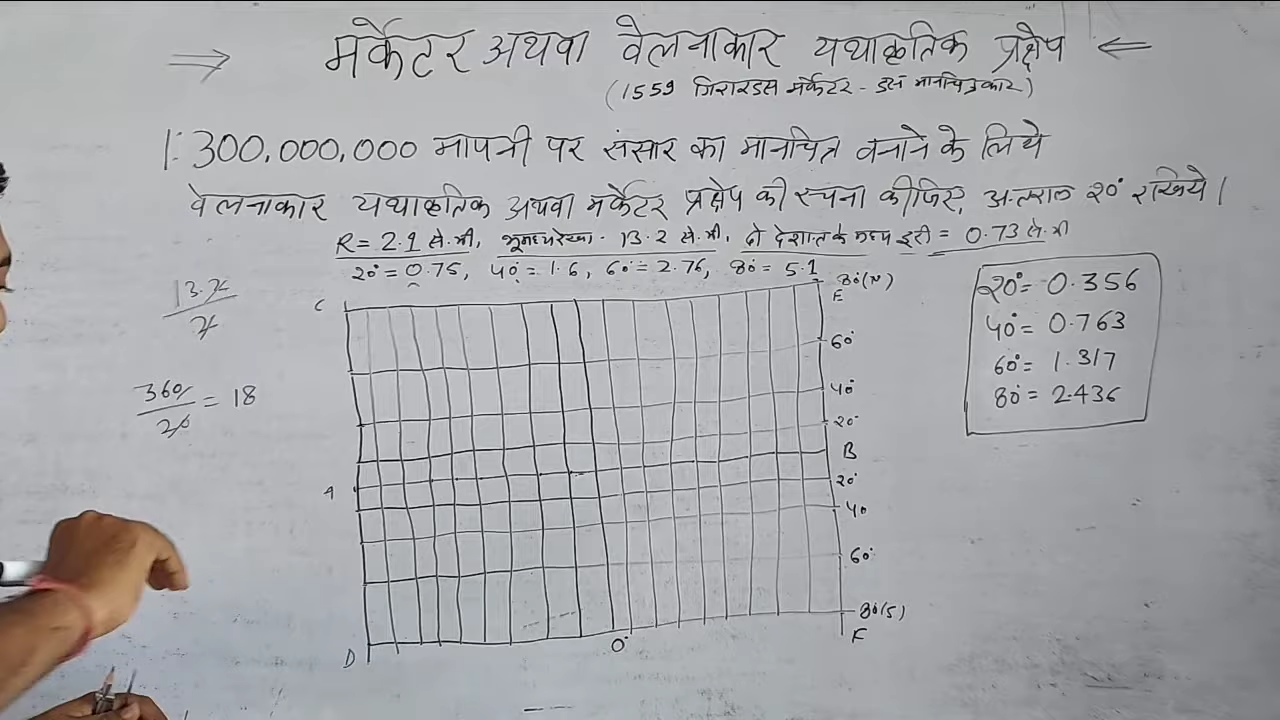 ⇒ मर्केटर अथवा वेलनाकार यथाकृतिक प्रक्षेप ⇐
(1559 जिरारडस मर्केटर - डच मानचित्रकार)
1:300,000,000 मापनी पर संसार का मानचित्र बनाने के लिये
वेलनाकार यथाकृतिक अथवा मर्केटर प्रक्षेप की रचना कीजिए, अन्तराल 20° रखिये।
R = 2.1 से.मी, भूमध्यरेखा - 13.2 से.मी, दो देशान्तर के मध्य दूरी = 0.73 से.मी
20° = 0.75, 40° = 1.6, 60° = 2.76, 80° = 5.1
13.2
2
360
20
= 18
C
80(N)
E
60°
40°
20°
B
A
20°
40
60°
80(S)
F
D
0°
20° = 0.356
40° = 0.763
60° = 1.317
80° = 2.436